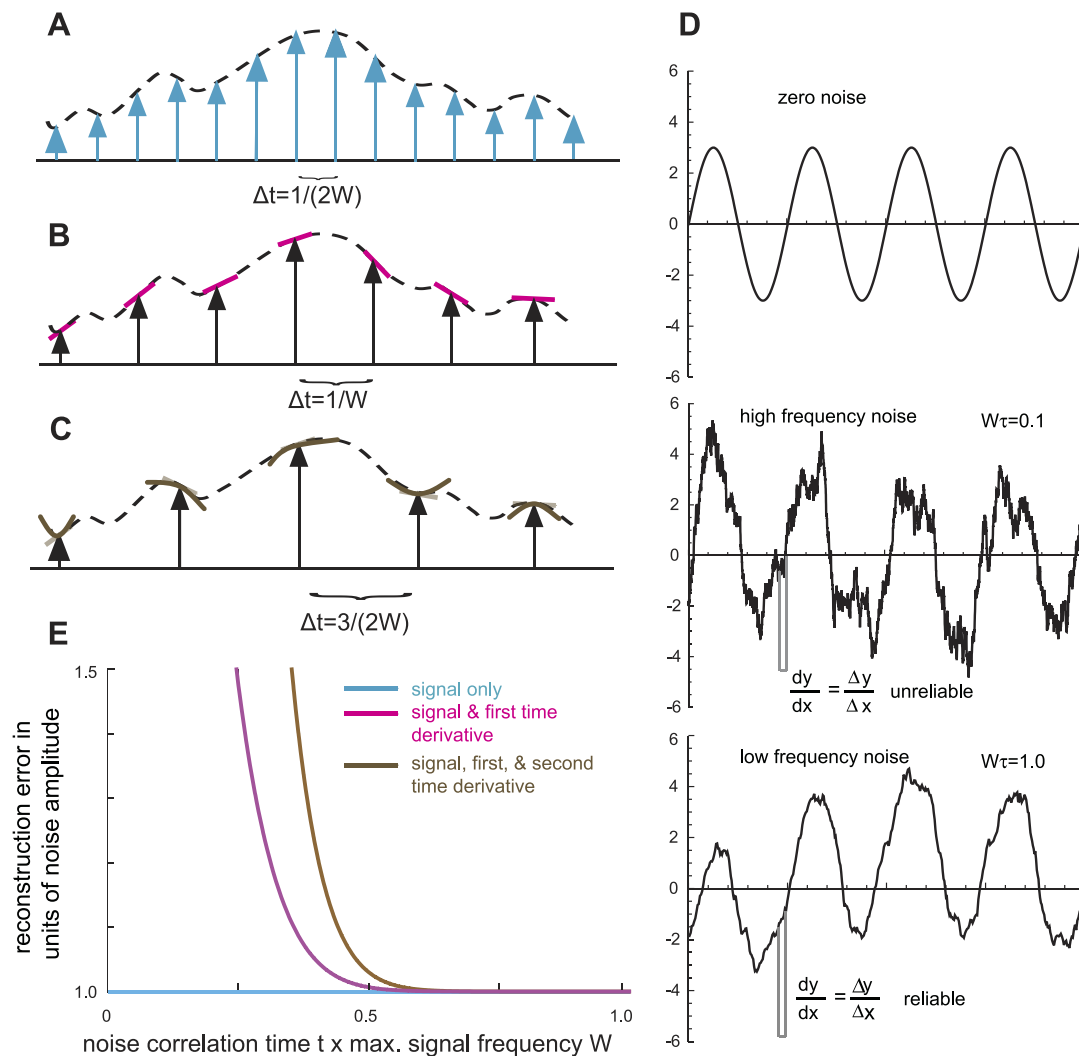 A
Δt=1/(2W)
B
Δt=1/W
C
Δt=3/(2W)
D
6
4
2
0
-2
-4
-6
zero noise
6
4
2
0
-2
-4
-6
high frequency noise
Wτ=0.1
dy/dx = Δy/Δx unreliable
6
4
2
0
-2
-4
-6
low frequency noise
Wτ=1.0
dy/dx = Δy/Δx reliable
E
1.5
1.0
0
0.5
1.0
signal only
signal & first time
derivative
signal, first, & second
time derivative
reconstruction error in
units of noise amplitude
noise correlation time t x max. signal frequency W